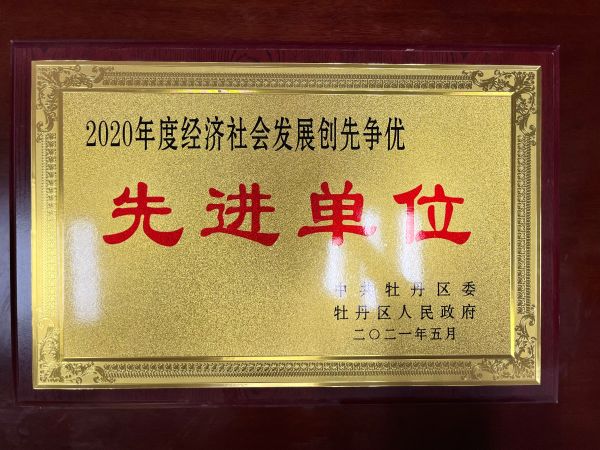 2020年度经济社会发展创先争优
先进单位
中共牡丹区委
牡丹区人民政府
二〇二一年五月